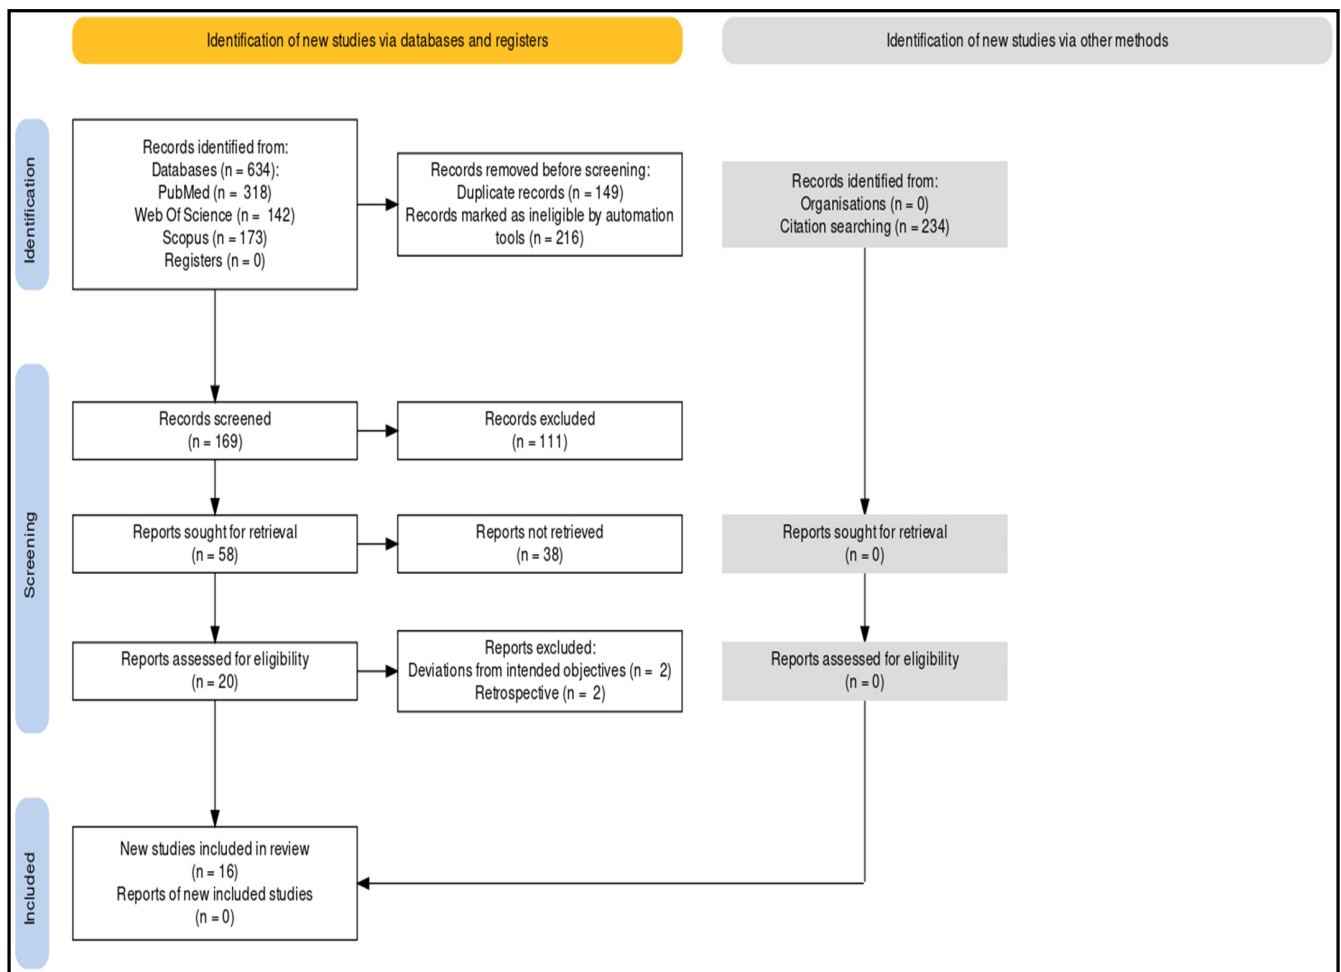 Identification of new studies via databases and registers
Identification of new studies via other methods
Identification
Records identified from:
Databases (n = 634):
PubMed (n = 318)
Web Of Science (n = 142)
Scopus (n = 173)
Registers (n = 0)
Records removed before screening:
Duplicate records (n = 149)
Records marked as ineligible by automation
tools (n = 216)
Records identified from:
Organisations (n = 0)
Citation searching (n = 234)
Screening
Records screened
(n = 169)
Records excluded
(n = 111)
Reports sought for retrieval
(n = 58)
Reports not retrieved
(n = 38)
Reports sought for retrieval
(n = 0)
Reports assessed for eligibility
(n = 20)
Reports excluded:
Deviations from intended objectives (n = 2)
Retrospective (n = 2)
Reports assessed for eligibility
(n = 0)
Included
New studies included in review
(n = 16)
Reports of new included studies
(n = 0)